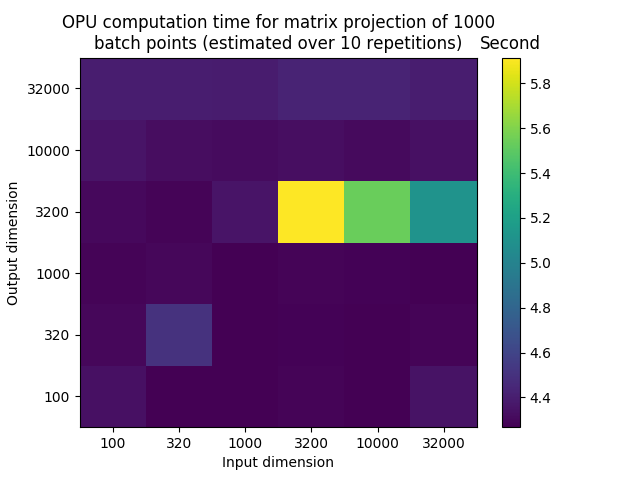 OPU computation time for matrix projection of 1000
batch points (estimated over 10 repetitions)
Second
Output dimension
32000
10000
3200
1000
320
100
100 320 1000 3200 10000 32000
Input dimension
5.8
5.6
5.4
5.2
5.0
4.8
4.6
4.4